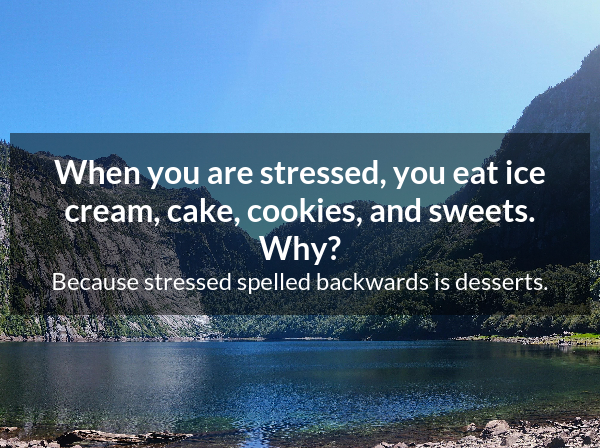 When you are stressed, you eat ice
cream, cake, cookies, and sweets.
Why?
Because stressed spelled backwards is desserts.